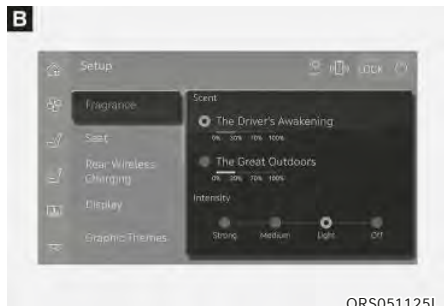 B
Setup
LOCK
Fragrance
Scent
The Driver's Awakening
0% 30% 70% 100%
Seat
The Great Outdoors
Rear Wireless
Charging
0% 30% 70% 100%
Intensity
Display
Strong Medium Light Off
Graphic Themes
ORS051125L